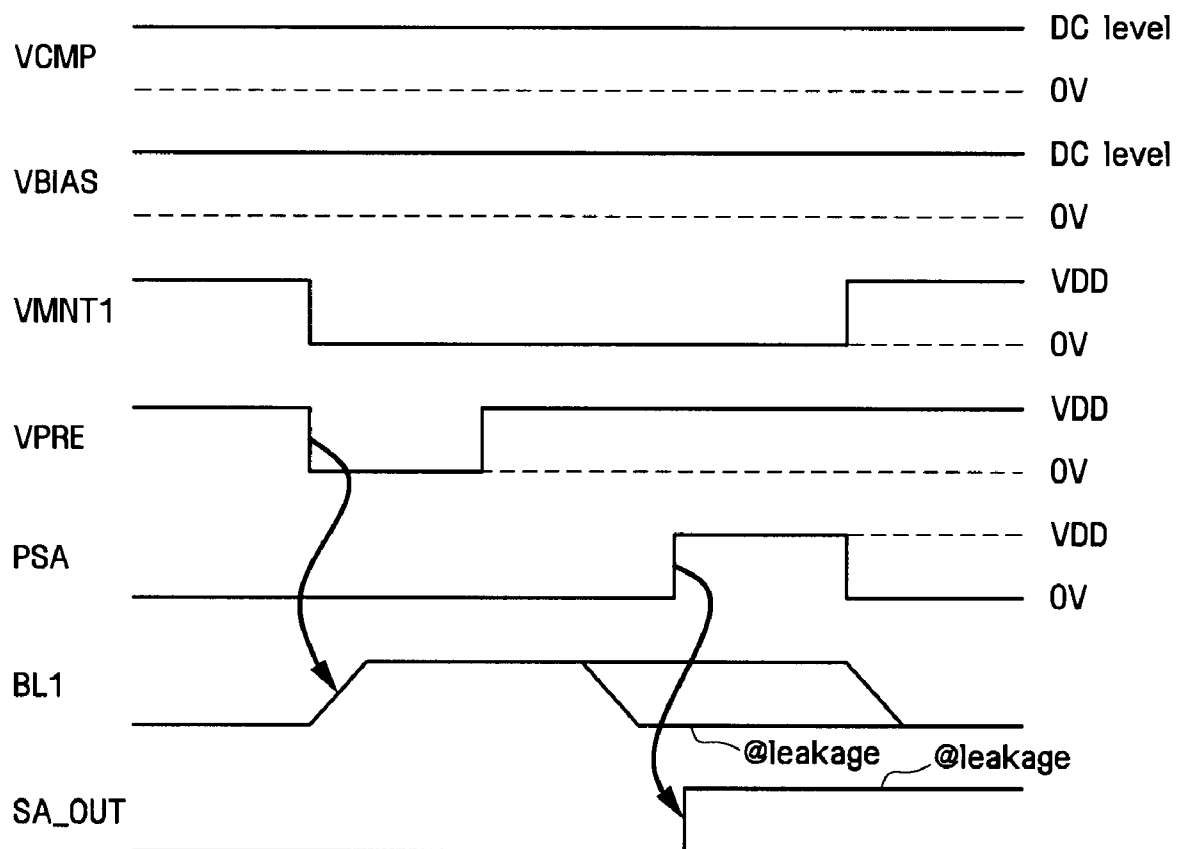 VCMP
DC level
0V
VBIAS
DC level
0V
VMNT1
VDD
0V
VPRE
VDD
0V
PSA
VDD
0V
BL1
@leakage
@leakage
SA_OUT